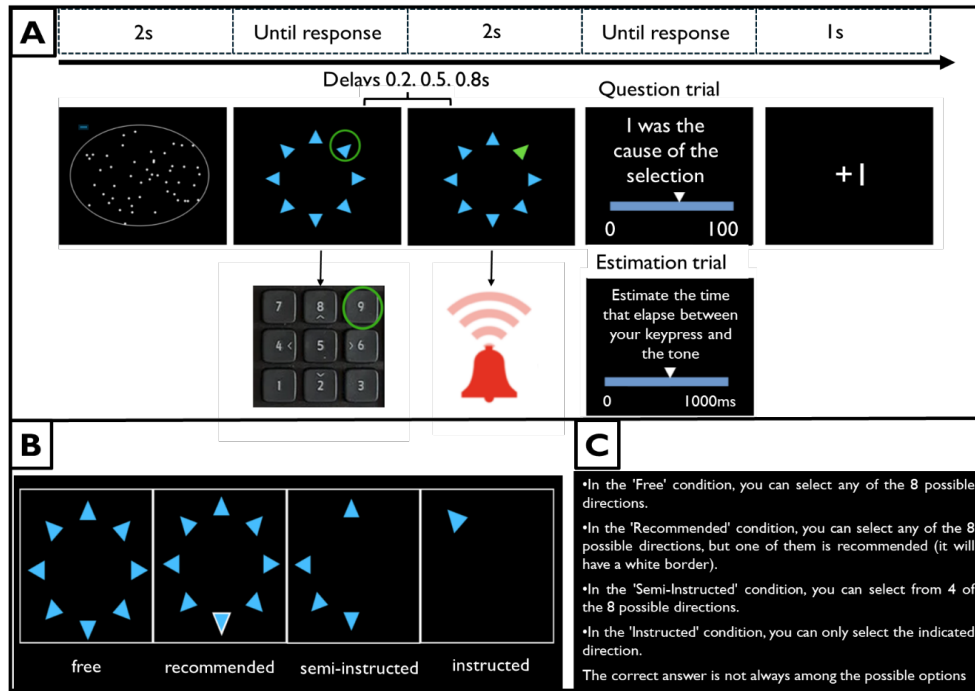 A
2s
Until response
2s
Until response
1s
Delays 0.2. 0.5. 0.8s
Question trial
I was the
cause of the
selection
0 100
+1
7 8 9
4 5 6
1 2 3
Estimation trial
Estimate the time
that elapse between
your keypress and
the tone
0 1000ms
B
free
recommended
semi-instructed
instructed
C
•In the 'Free' condition, you can select any of the 8 possible
directions.
•In the 'Recommended' condition, you can select any of the 8
possible directions, but one of them is recommended (it will
have a white border).
•In the 'Semi-Instructed' condition, you can select from 4 of
the 8 possible directions.
•In the 'Instructed' condition, you can only select the indicated
direction.
The correct answer is not always among the possible options